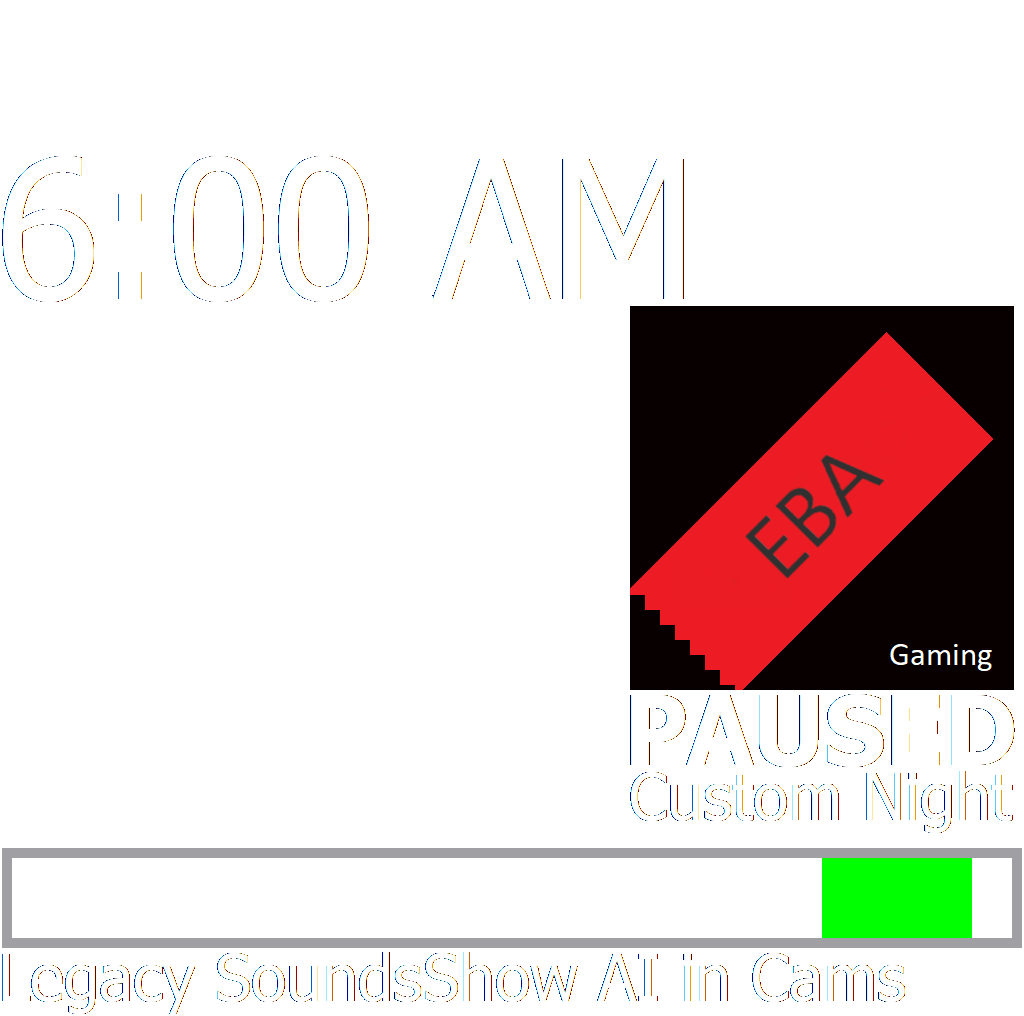 6:00 AM
EBA
Gaming
PAUSED
Custom Night
Legacy SoundsShow AI in Cams